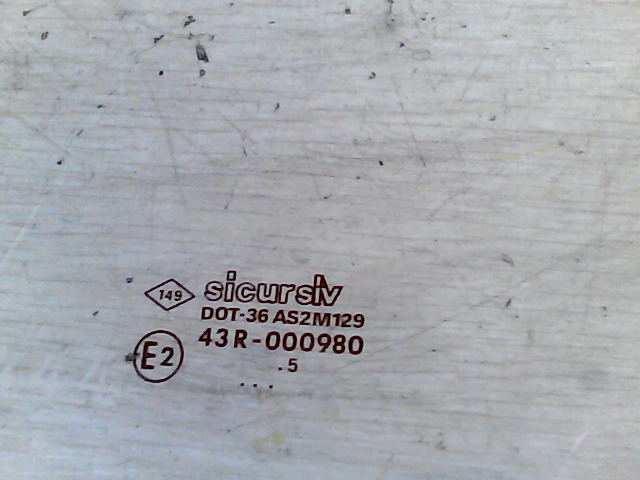 149 sicursiv
DOT-36 AS2M129
43R-000980
E2
.5
...